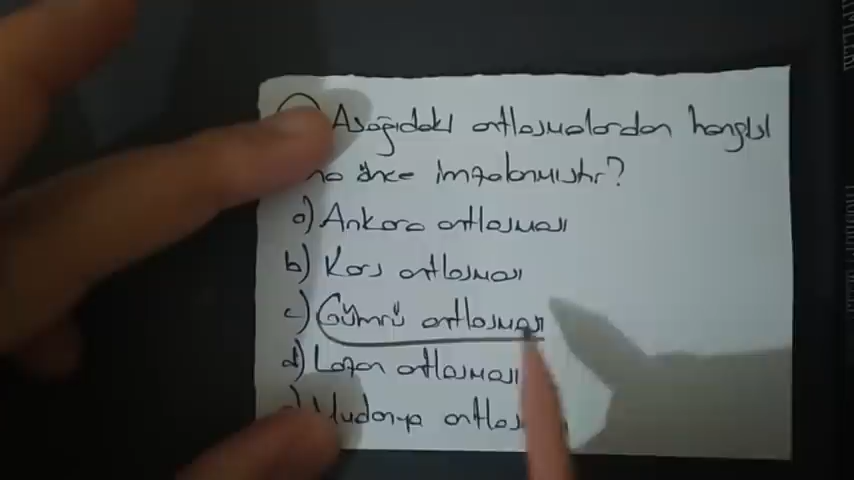 Aşağıdaki antlaşmalardan hangisi
önce imzalanmıştır?
a) Ankara antlaşması
b) Kars antlaşması
c) Gümrü antlaşması
d) Lozan antlaşması
Mudanya